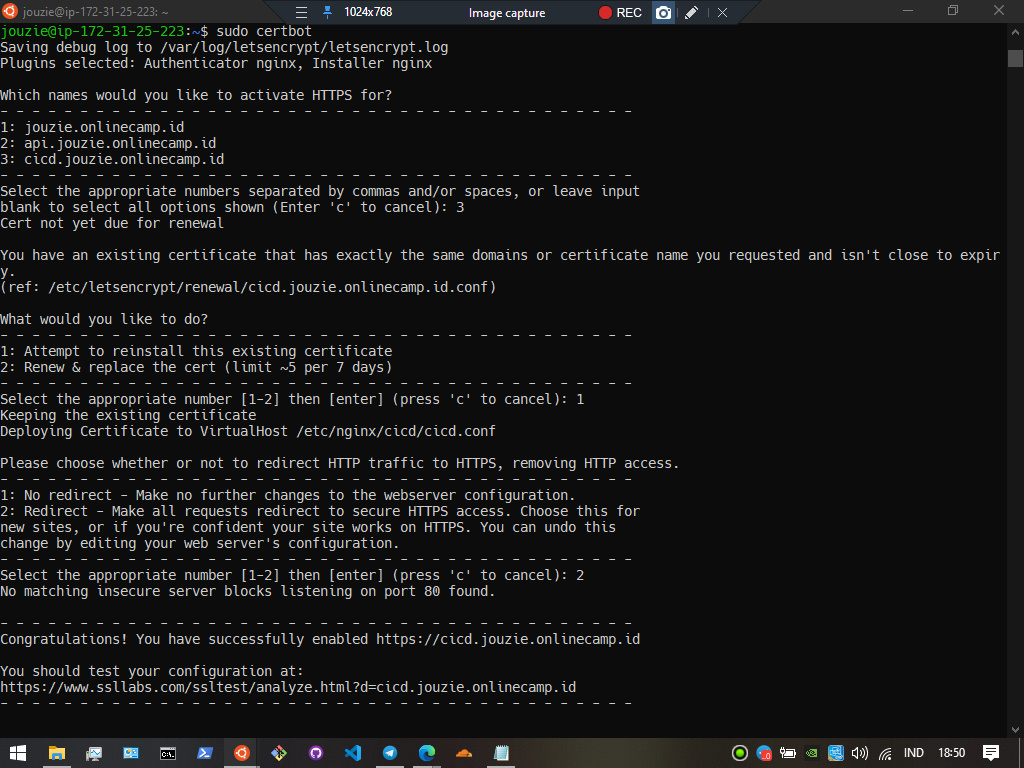 jouzie@ip-172-31-25-223: ~
1024x768
Image capture
REC
jouzie@ip-172-31-25-223:~$ sudo certbot
Saving debug log to /var/log/letsencrypt/letsencrypt.log
Plugins selected: Authenticator nginx, Installer nginx
Which names would you like to activate HTTPS for?
- - - - - - - - - - - - - - - - - - - - - - - - - - - - - - - - - - - - - - - -
1: jouzie.onlinecamp.id
2: api.jouzie.onlinecamp.id
3: cicd.jouzie.onlinecamp.id
- - - - - - - - - - - - - - - - - - - - - - - - - - - - - - - - - - - - - - - -
Select the appropriate numbers separated by commas and/or spaces, or leave input
blank to select all options shown (Enter 'c' to cancel): 3
Cert not yet due for renewal
You have an existing certificate that has exactly the same domains or certificate name you requested and isn't close to expir
y.
(ref: /etc/letsencrypt/renewal/cicd.jouzie.onlinecamp.id.conf)
What would you like to do?
- - - - - - - - - - - - - - - - - - - - - - - - - - - - - - - - - - - - - - - -
1: Attempt to reinstall this existing certificate
2: Renew & replace the cert (limit ~5 per 7 days)
- - - - - - - - - - - - - - - - - - - - - - - - - - - - - - - - - - - - - - - -
Select the appropriate number [1-2] then [enter] (press 'c' to cancel): 1
Keeping the existing certificate
Deploying Certificate to VirtualHost /etc/nginx/cicd/cicd.conf
Please choose whether or not to redirect HTTP traffic to HTTPS, removing HTTP access.
- - - - - - - - - - - - - - - - - - - - - - - - - - - - - - - - - - - - - - - -
1: No redirect - Make no further changes to the webserver configuration.
2: Redirect - Make all requests redirect to secure HTTPS access. Choose this for
new sites, or if you're confident your site works on HTTPS. You can undo this
change by editing your web server's configuration.
- - - - - - - - - - - - - - - - - - - - - - - - - - - - - - - - - - - - - - - -
Select the appropriate number [1-2] then [enter] (press 'c' to cancel): 2
No matching insecure server blocks listening on port 80 found.
- - - - - - - - - - - - - - - - - - - - - - - - - - - - - - - - - - - - - - - -
Congratulations! You have successfully enabled https://cicd.jouzie.onlinecamp.id
You should test your configuration at:
https://www.ssllabs.com/ssltest/analyze.html?d=cicd.jouzie.onlinecamp.id
- - - - - - - - - - - - - - - - - - - - - - - - - - - - - - - - - - - - - - - -
IND
18:50